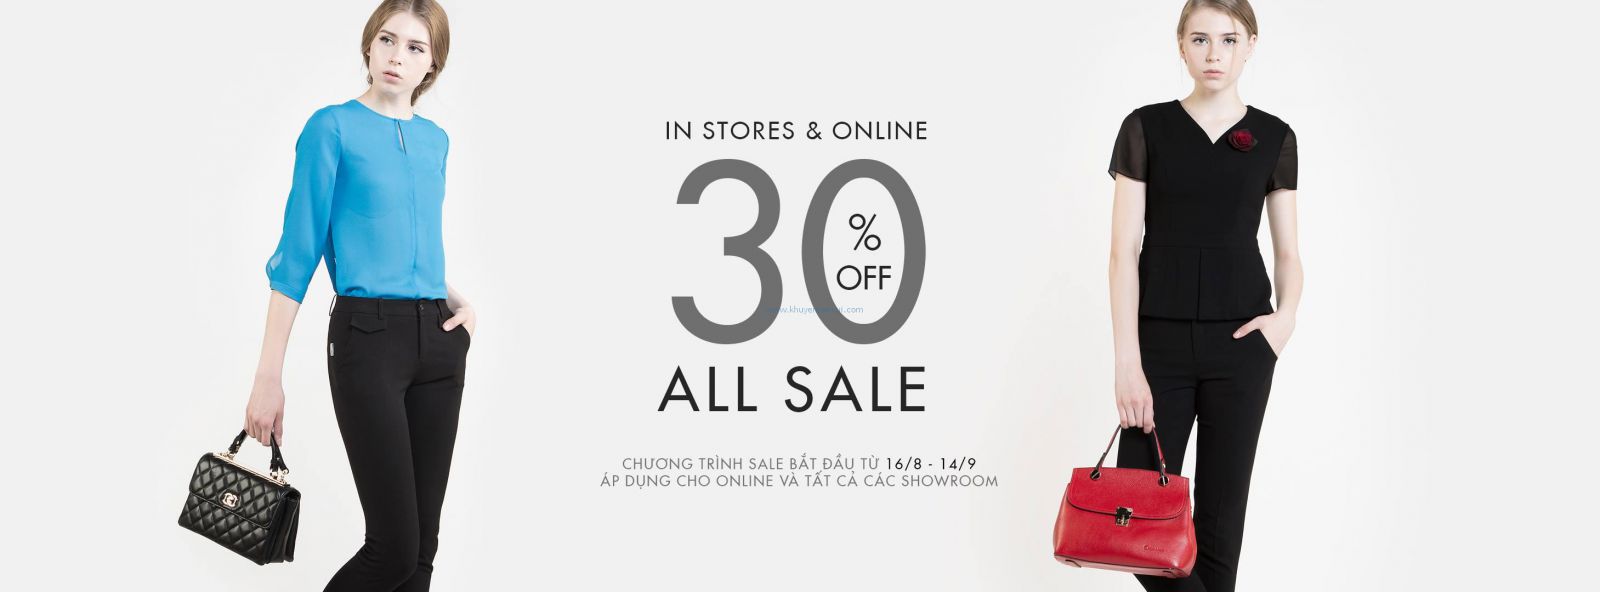 IN STORES & ONLINE
30
%
OFF
ALL SALE
CHƯƠNG TRÌNH SALE BẮT ĐẦU TỪ 16/8 - 14/9
ÁP DỤNG CHO ONLINE VÀ TẤT CẢ CÁC SHOWROOM